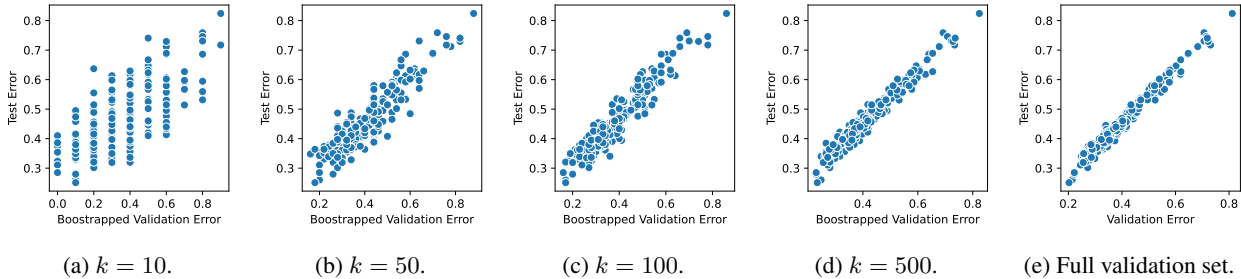 0.8
0.7
0.6
0.5
0.4
0.3
Test Error
0.0 0.2 0.4 0.6 0.8
Boostrapped Validation Error
(a) k = 10.
0.8
0.7
0.6
0.5
0.4
0.3
Test Error
0.2 0.4 0.6 0.8
Boostrapped Validation Error
(b) k = 50.
0.8
0.7
0.6
0.5
0.4
0.3
Test Error
0.2 0.4 0.6 0.8
Boostrapped Validation Error
(c) k = 100.
0.8
0.7
0.6
0.5
0.4
0.3
Test Error
0.4 0.6 0.8
Boostrapped Validation Error
(d) k = 500.
0.8
0.7
0.6
0.5
0.4
0.3
Test Error
0.2 0.4 0.6 0.8
Validation Error
(e) Full validation set.